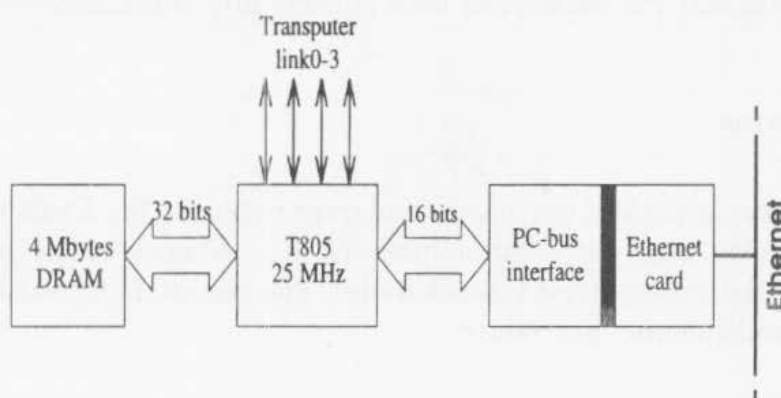 Transputer
link0-3
32 bits
16 bits
4 Mbytes
DRAM
T805
25 MHz
PC-bus
interface
Ethernet
card
Ethernet